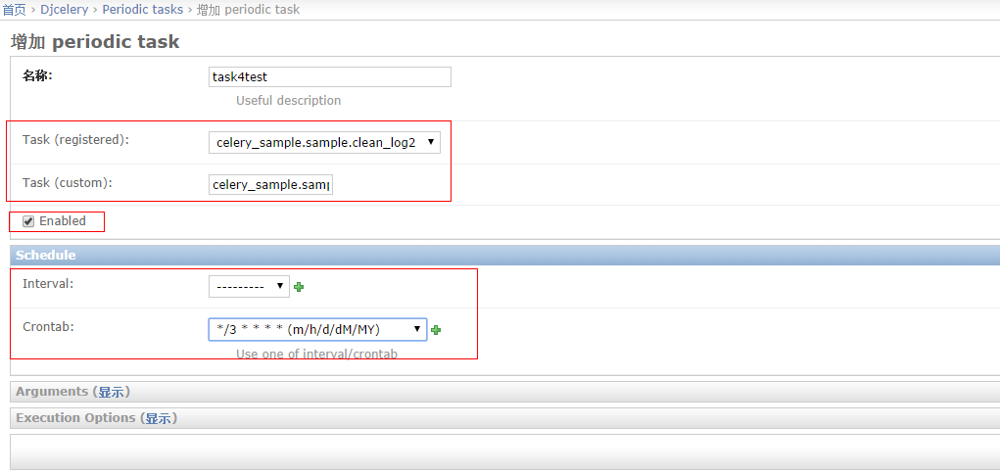 首页 › Djcelery › Periodic tasks › 增加 periodic task
增加 periodic task
名称: task4test
Useful description
Task (registered): celery_sample.sample.clean_log2
Task (custom): celery_sample.samp
Enabled
Schedule
Interval: ---------
Crontab: */3 * * * * (m/h/d/dM/MY)
Use one of interval/crontab
Arguments (显示)
Execution Options (显示)